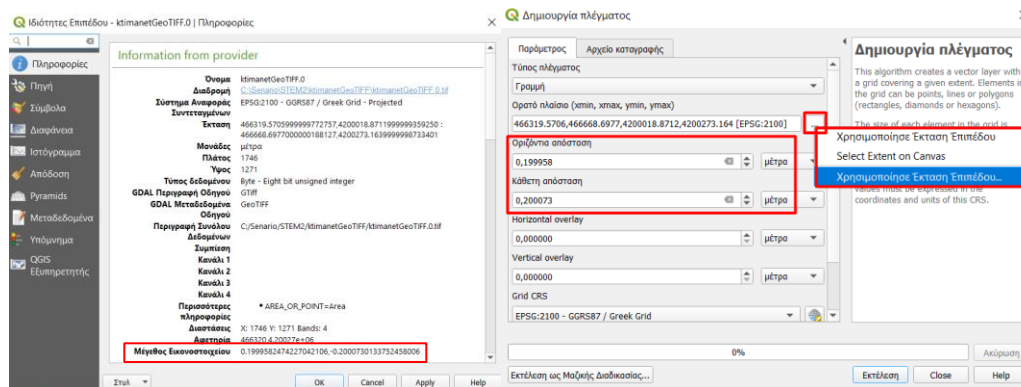 Ιδιότητες Επιπέδου - ktimanetGeoTIFF.0 | Πληροφορίες
Πληροφορίες
Πηγή
Σύμβολα
Διαφάνεια
Ιστόγραμμα
Απόδοση
Pyramids
Μεταδεδομένα
Υπόμνημα
QGIS
Εξυπηρετητής
Information from provider
Όνομα ktimanetGeoTIFF.0
Διαδρομή C:\Senario\STEM2\ktimanetGeoTIFF\ktimanetGeoTIFF.0.tif
Σύστημα Αναφοράς EPSG:2100 - GGRS87 / Greek Grid - Projected
Συντεταγμένων
Έκταση 466319.5705999999772757,4200018.8711999999359250 :
466668.6977000000188127,4200273.1639999998733401
Μονάδες μέτρα
Πλάτος 1746
Ύψος 1271
Τύπος δεδομένου Byte - Eight bit unsigned integer
GDAL Περιγραφή Οδηγού GTiff
GDAL Μεταδεδομένα GeoTIFF
Οδηγού
Περιγραφή Συνόλου C:/Senario/STEM2/ktimanetGeoTIFF/ktimanetGeoTIFF.0.tif
Δεδομένων
Συμπίεση
Κανάλι 1
Κανάλι 2
Κανάλι 3
Κανάλι 4
Περισσότερες • AREA_OR_POINT=Area
πληροφορίες
Διαστάσεις X: 1746 Y: 1271 Bands: 4
Αφετηρία 466320,4.20027e+06
Μέγεθος Εικονοστοιχείου 0.1999582474227042106,-0.2000730133752458006
Στυλ
OK
Cancel
Apply
Help
Δημιουργία πλέγματος
Παράμετρος
Αρχείο καταγραφής
Τύπος πλέγματος
Γραμμή
Ορατό πλαίσιο (xmin, xmax, ymin, ymax)
466319.5706,466668.6977,4200018.8712,4200273.164 [EPSG:2100]
...
Οριζόντια απόσταση
0,199958 μέτρα
Κάθετη απόσταση
0,200073 μέτρα
Horizontal overlay
0,000000 μέτρα
Vertical overlay
0,000000 μέτρα
Grid CRS
EPSG:2100 - GGRS87 / Greek Grid
0%
Ακύρωση
Εκτέλεση ως Μαζικής Διαδικασίας...
Εκτέλεση
Close
Help
Δημιουργία πλέγματος
This algorithm creates a vector layer with
a grid covering a given extent. Elements in
the grid can be points, lines or polygons
(rectangles, diamonds or hexagons).
The size of each element in the grid is
Χρησιμοποίησε Έκταση Έπιπέδου
Select Extent on Canvas
Χρησιμοποίησε Έκταση Έπιπέδου...
values must be expressed in the
coordinates and units of this CRS.